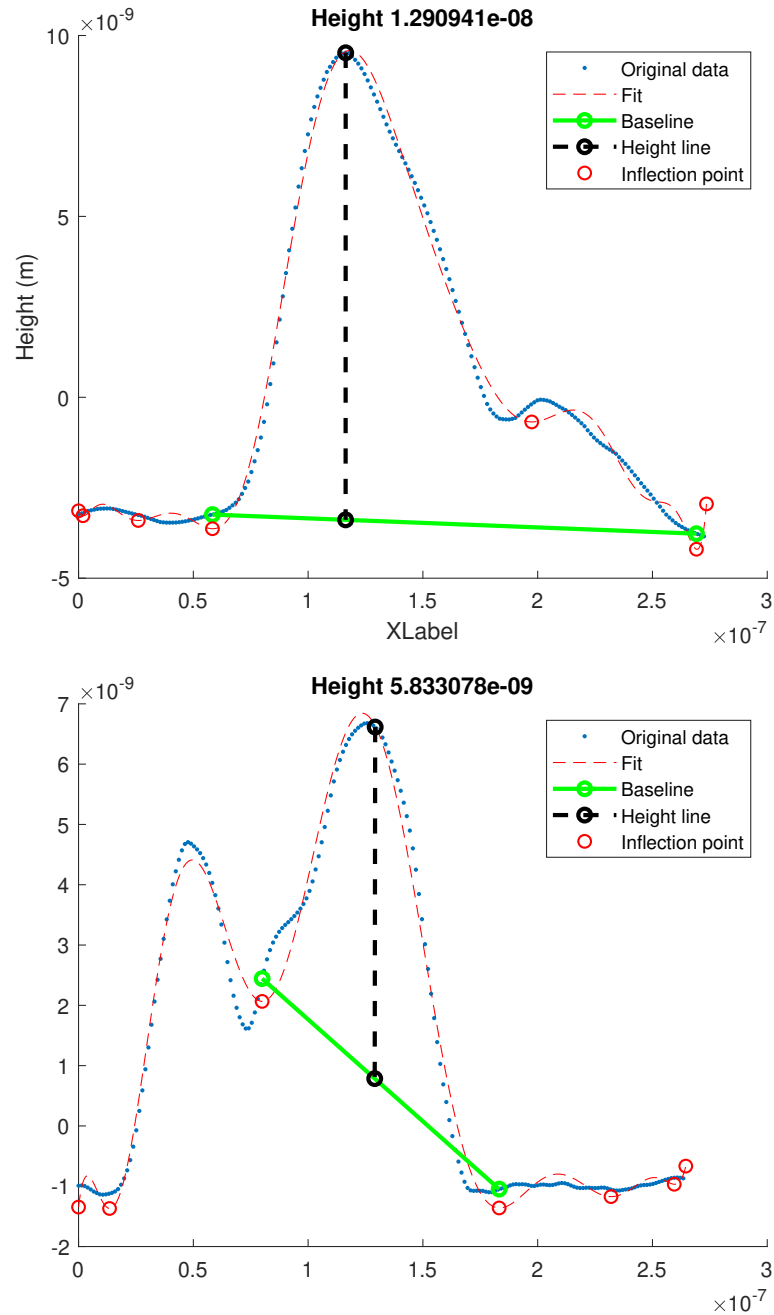 Height 1.290941e-08
×10⁻⁹
10
5
0
-5
Height (m)
Original data
Fit
Baseline
Height line
Inflection point
0 0.5 1 1.5 2 2.5 3
XLabel
×10⁻⁷
Height 5.833078e-09
×10⁻⁹
7
6
5
4
3
2
1
0
-1
-2
Original data
Fit
Baseline
Height line
Inflection point
0 0.5 1 1.5 2 2.5 3
×10⁻⁷